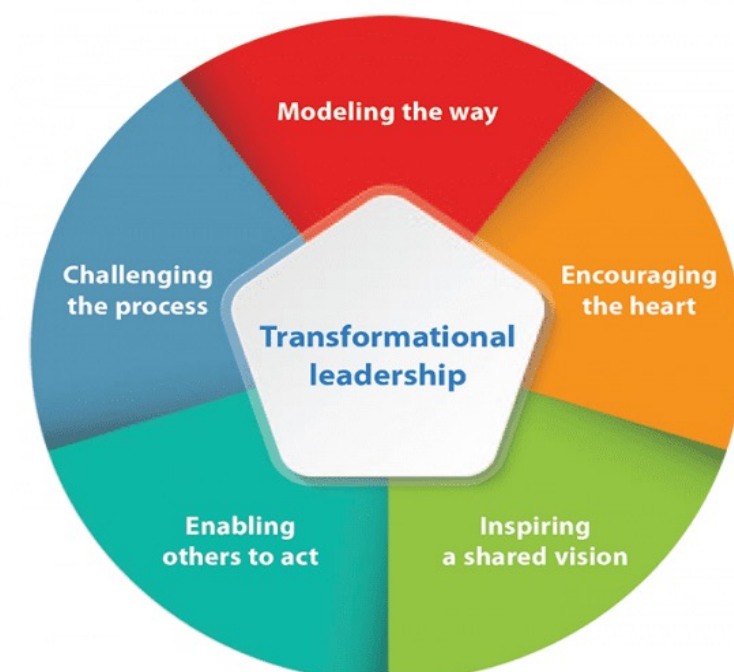 Modeling the way
Encouraging
the heart
Challenging
the process
Transformational
leadership
Inspiring
a shared vision
Enabling
others to act